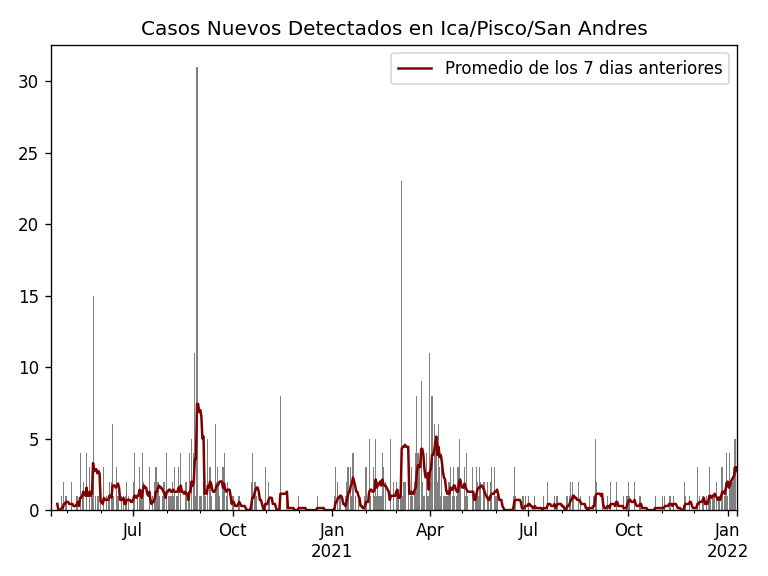 Casos Nuevos Detectados en Ica/Pisco/San Andres
Promedio de los 7 dias anteriores
30
25
20
15
10
5
0
Jul
Oct
Jan
2021
Apr
Jul
Oct
Jan
2022